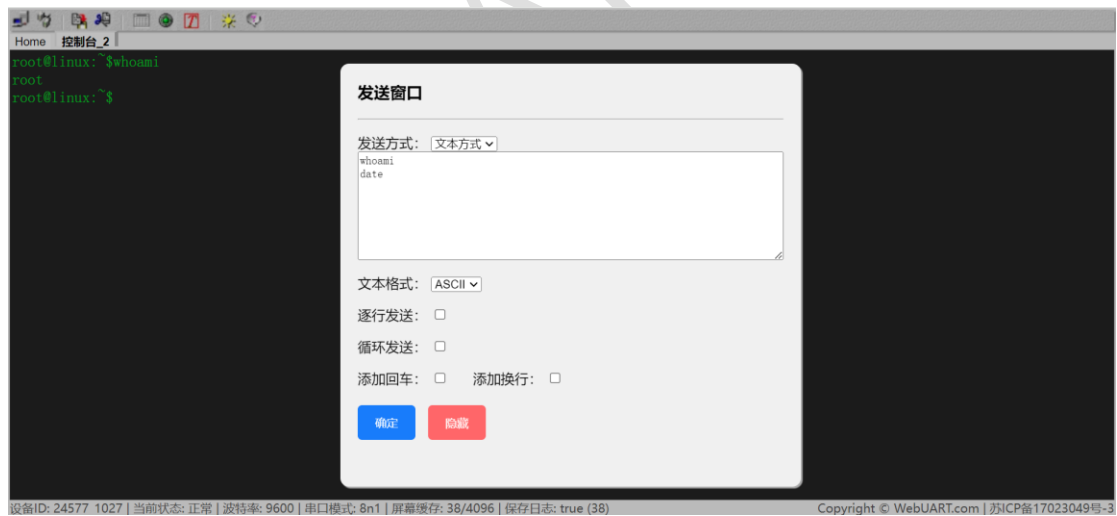 Home 控制台_2
root@linux:~$whoami
root
root@linux:~$
发送窗口
发送方式： 文本方式
whoami
date
文本格式： ASCII
逐行发送：
循环发送：
添加回车： 添加换行：
确定 隐藏
设备ID: 24577 1027 | 当前状态: 正常 | 波特率: 9600 | 串口模式: 8n1 | 屏幕缓存: 38/4096 | 保存日志: true (38) Copyright © WebUART.com | 苏ICP备17023049号-3